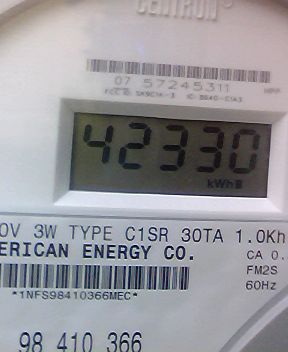 CENTRON®
07 57245311
42330
kWh
0V 3W TYPE C1SR 30TA 1.0Kh
ERICAN ENERGY CO.
CA 0.
FM2S
60Hz
*1NFS98410366MEC*
98 410 366